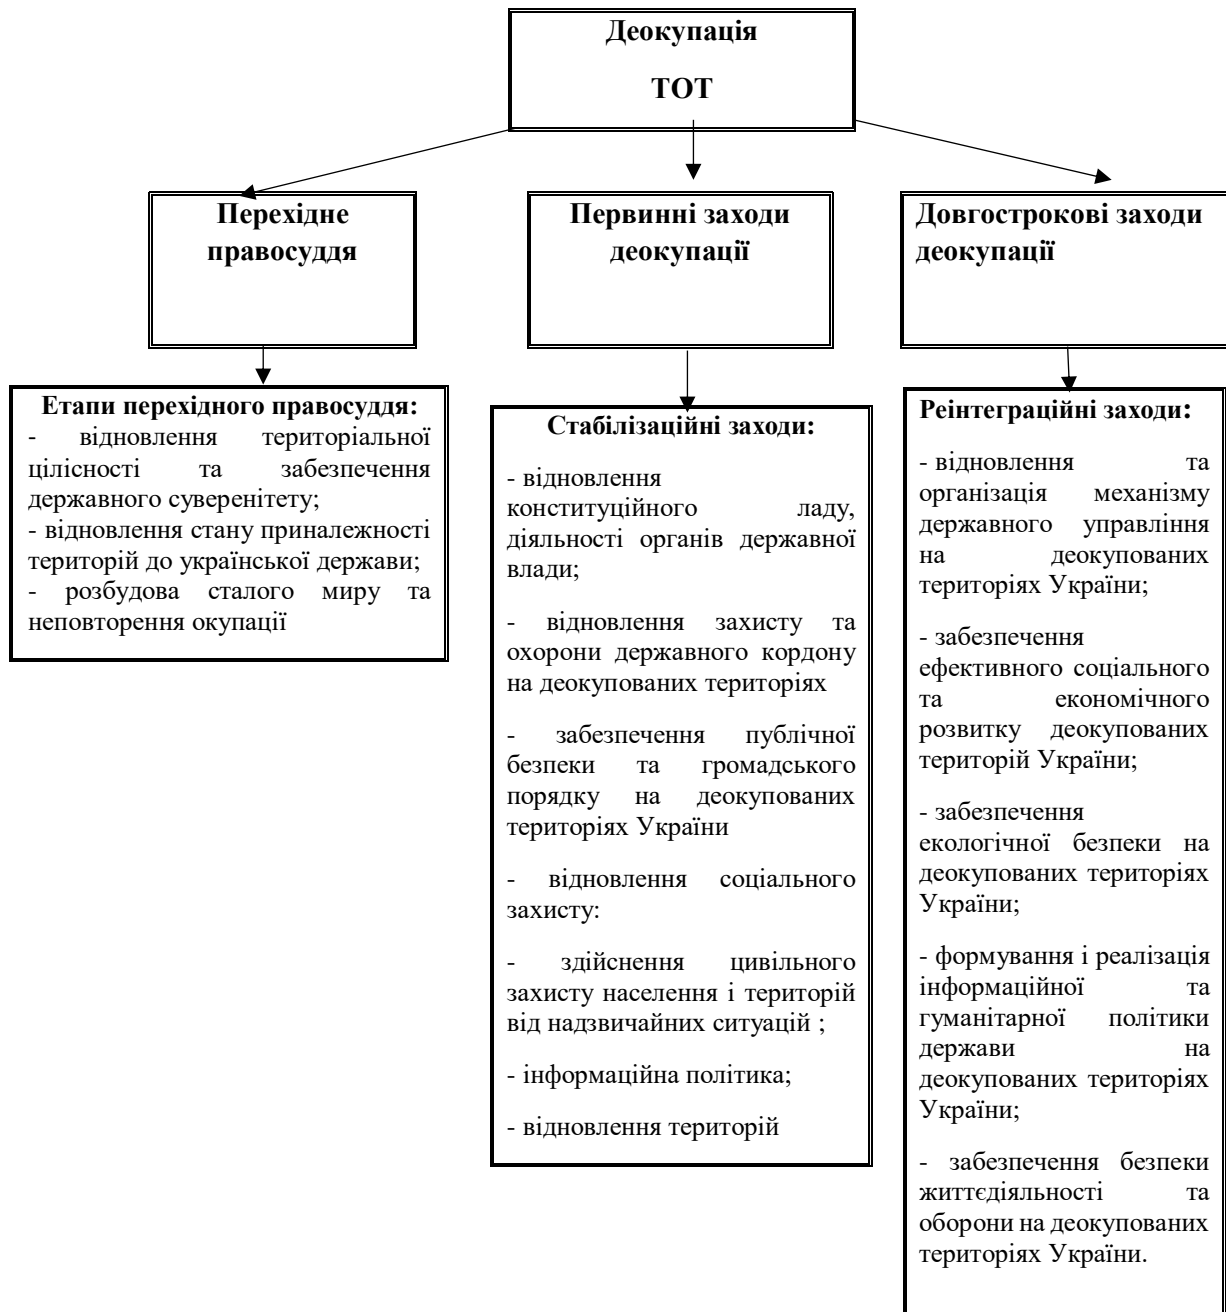 Деокупація
ТОТ
Перехідне
правосуддя
Первинні заходи
деокупації
Довгострокові заходи
деокупації
Етапи перехідного правосуддя:
- відновлення територіальної
цілісності та забезпечення
державного суверенітету;
- відновлення стану приналежності
територій до української держави;
- розбудова сталого миру та
неповторення окупації
Стабілізаційні заходи:
- відновлення
конституційного ладу,
діяльності органів державної
влади;
- відновлення захисту та
охорони державного кордону
на деокупованих територіях
- забезпечення публічної
безпеки та громадського
порядку на деокупованих
територіях України
- відновлення соціального
захисту:
- здійснення цивільного
захисту населення і територій
від надзвичайних ситуацій ;
- інформаційна політика;
- відновлення територій
Реінтеграційні заходи:
- відновлення та
організація механізму
державного управління
на деокупованих
територіях України;
- забезпечення
ефективного соціального
та економічного
розвитку деокупованих
територій України;
- забезпечення
екологічної безпеки на
деокупованих територіях
України;
- формування і реалізація
інформаційної та
гуманітарної політики
держави на
деокупованих територіях
України;
- забезпечення безпеки
життєдіяльності та
оборони на деокупованих
територіях України.